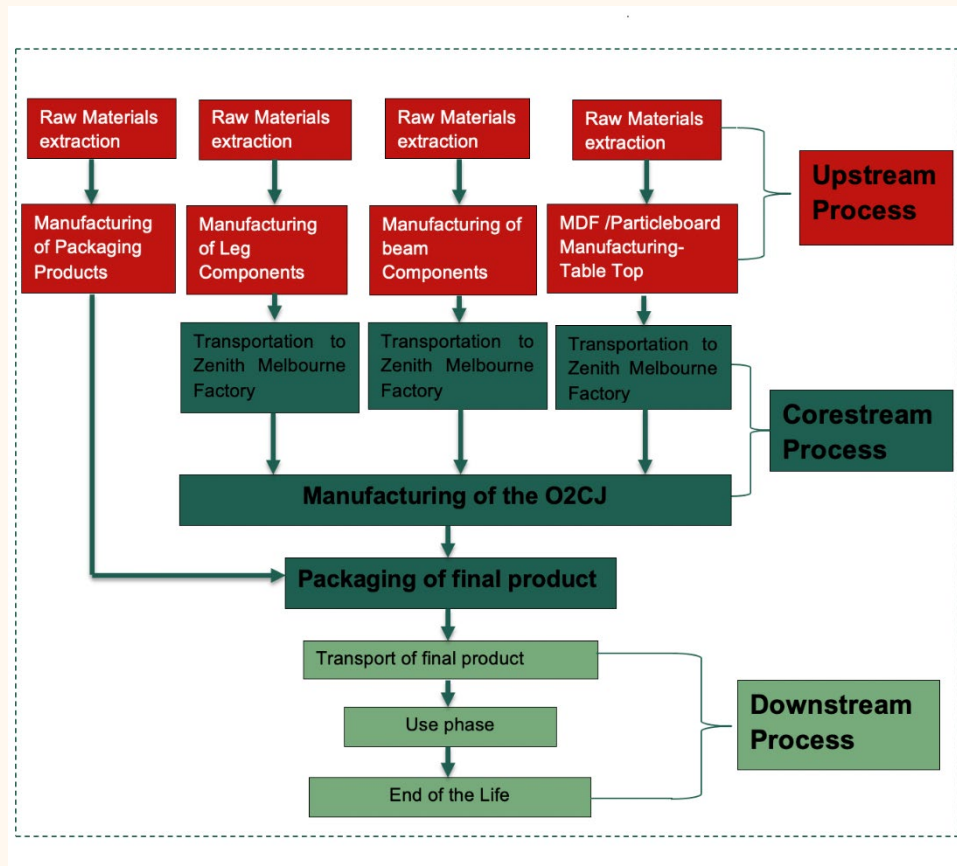 Raw Materials
extraction
Raw Materials
extraction
Raw Materials
extraction
Raw Materials
extraction
Upstream
Process
Manufacturing
of Packaging
Products
Manufacturing
of Leg
Components
Manufacturing of
beam
Components
MDF /Particleboard
Manufacturing-
Table Top
Transportation to
Zenith Melbourne
Factory
Transportation to
Zenith Melbourne
Factory
Transportation to
Zenith Melbourne
Factory
Corestream
Process
Manufacturing of the O2CJ
Packaging of final product
Transport of final product
Use phase
End of the Life
Downstream
Process